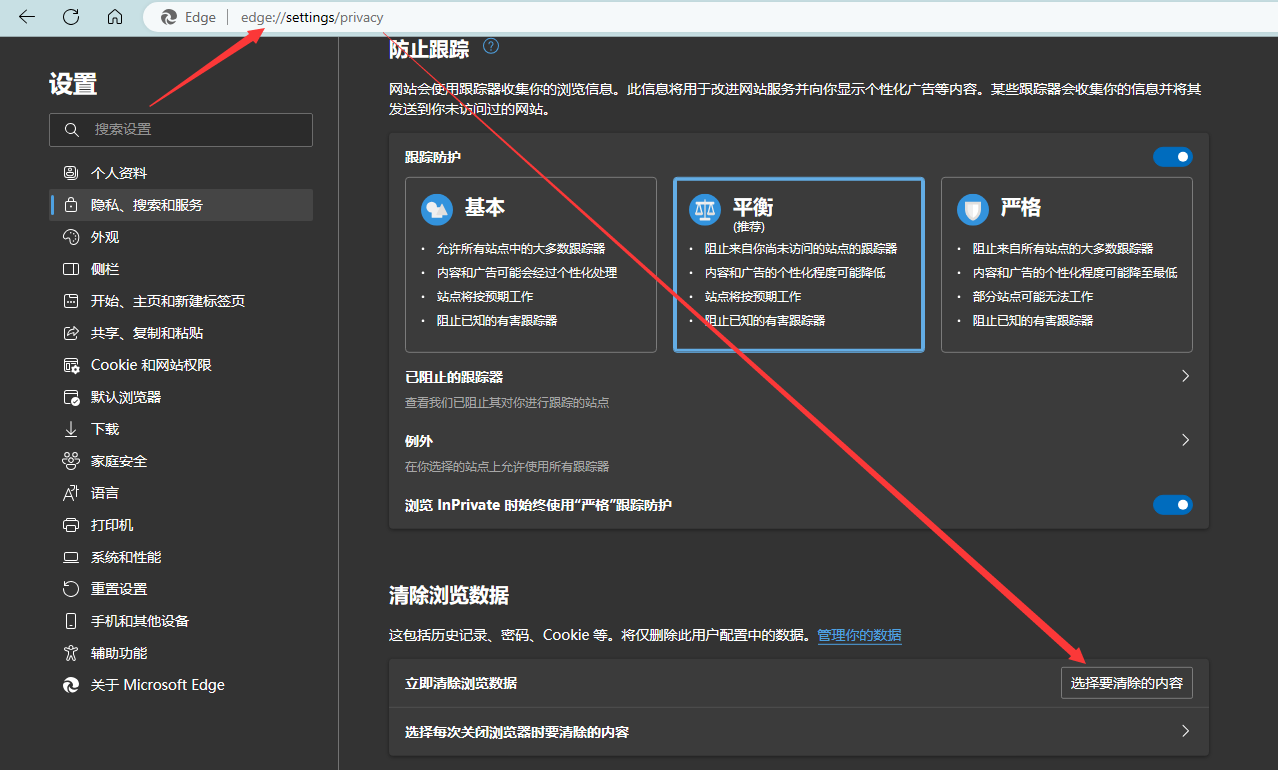 Edge
edge://settings/privacy
设置
搜索设置
个人资料
隐私、搜索和服务
外观
侧栏
开始、主页和新建标签页
共享、复制和粘贴
Cookie 和网站权限
默认浏览器
下载
家庭安全
语言
打印机
系统和性能
重置设置
手机和其他设备
辅助功能
关于 Microsoft Edge
防止跟踪
网站会使用跟踪器收集你的浏览信息。此信息将用于改进网站服务并向你显示个性化广告等内容。某些跟踪器会收集你的信息并将其
发送到你未访问过的网站。
跟踪防护
基本
· 允许所有站点中的大多数跟踪器
· 内容和广告可能会经过个性化处理
· 站点将按预期工作
· 阻止已知的有害跟踪器
平衡
(推荐)
· 阻止来自你尚未访问的站点的跟踪器
· 内容和广告的个性化程度可能降低
· 站点将按预期工作
· 阻止已知的有害跟踪器
严格
· 阻止来自所有站点的大多数跟踪器
· 内容和广告的个性化程度可能降至最低
· 部分站点可能无法工作
· 阻止已知的有害跟踪器
已阻止的跟踪器
查看我们已阻止其对你进行跟踪的站点
例外
在你选择的站点上允许使用所有跟踪器
浏览 InPrivate 时始终使用“严格”跟踪防护
清除浏览数据
这包括历史记录、密码、Cookie 等。将仅删除此用户配置中的数据。管理你的数据
立即清除浏览数据
选择要清除的内容
选择每次关闭浏览器时要清除的内容